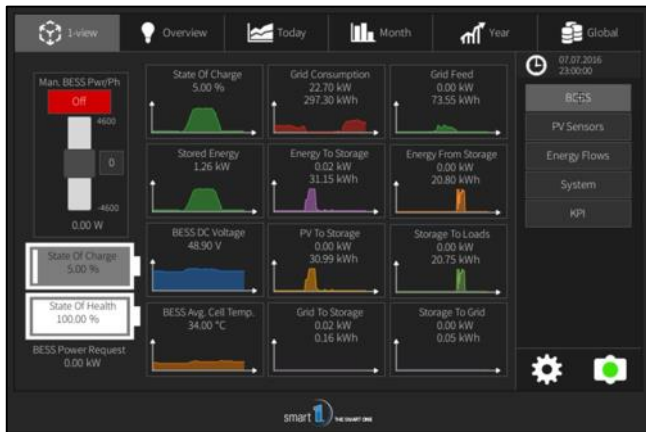 1-view
Overview
Today
Month
Year
Global
07.07.2016
23:00:00
Man. BESS Pwr/Ph
Off
4600
0
-4600
0.00 W
State Of Charge
5.00 %
State Of Health
100.00 %
BESS Power Request
0.00 kW
State Of Charge
5.00 %
Grid Consumption
22.70 kW
297.30 kWh
Grid Feed
0.00 kW
73.55 kWh
Stored Energy
1.26 kW
Energy To Storage
0.02 kW
31.15 kWh
Energy From Storage
0.00 kW
20.80 kWh
BESS DC Voltage
48.90 V
PV To Storage
0.00 kW
30.99 kWh
Storage To Loads
0.00 kW
20.75 kWh
BESS Avg. Cell Temp.
34.00 °C
Grid To Storage
0.02 kW
0.16 kWh
Storage To Grid
0.00 kW
0.05 kWh
BESS
PV Sensors
Energy Flows
System
KPI
smart 1 THE SMART ONE